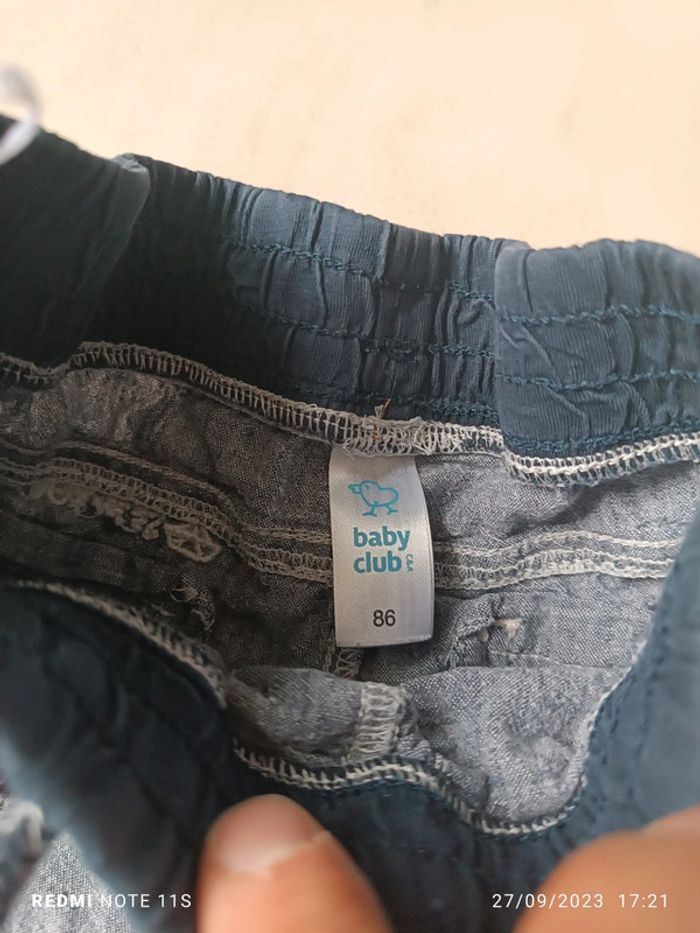 baby
club
C&A
86
REDMI NOTE 11S
27/09/2023 17:21